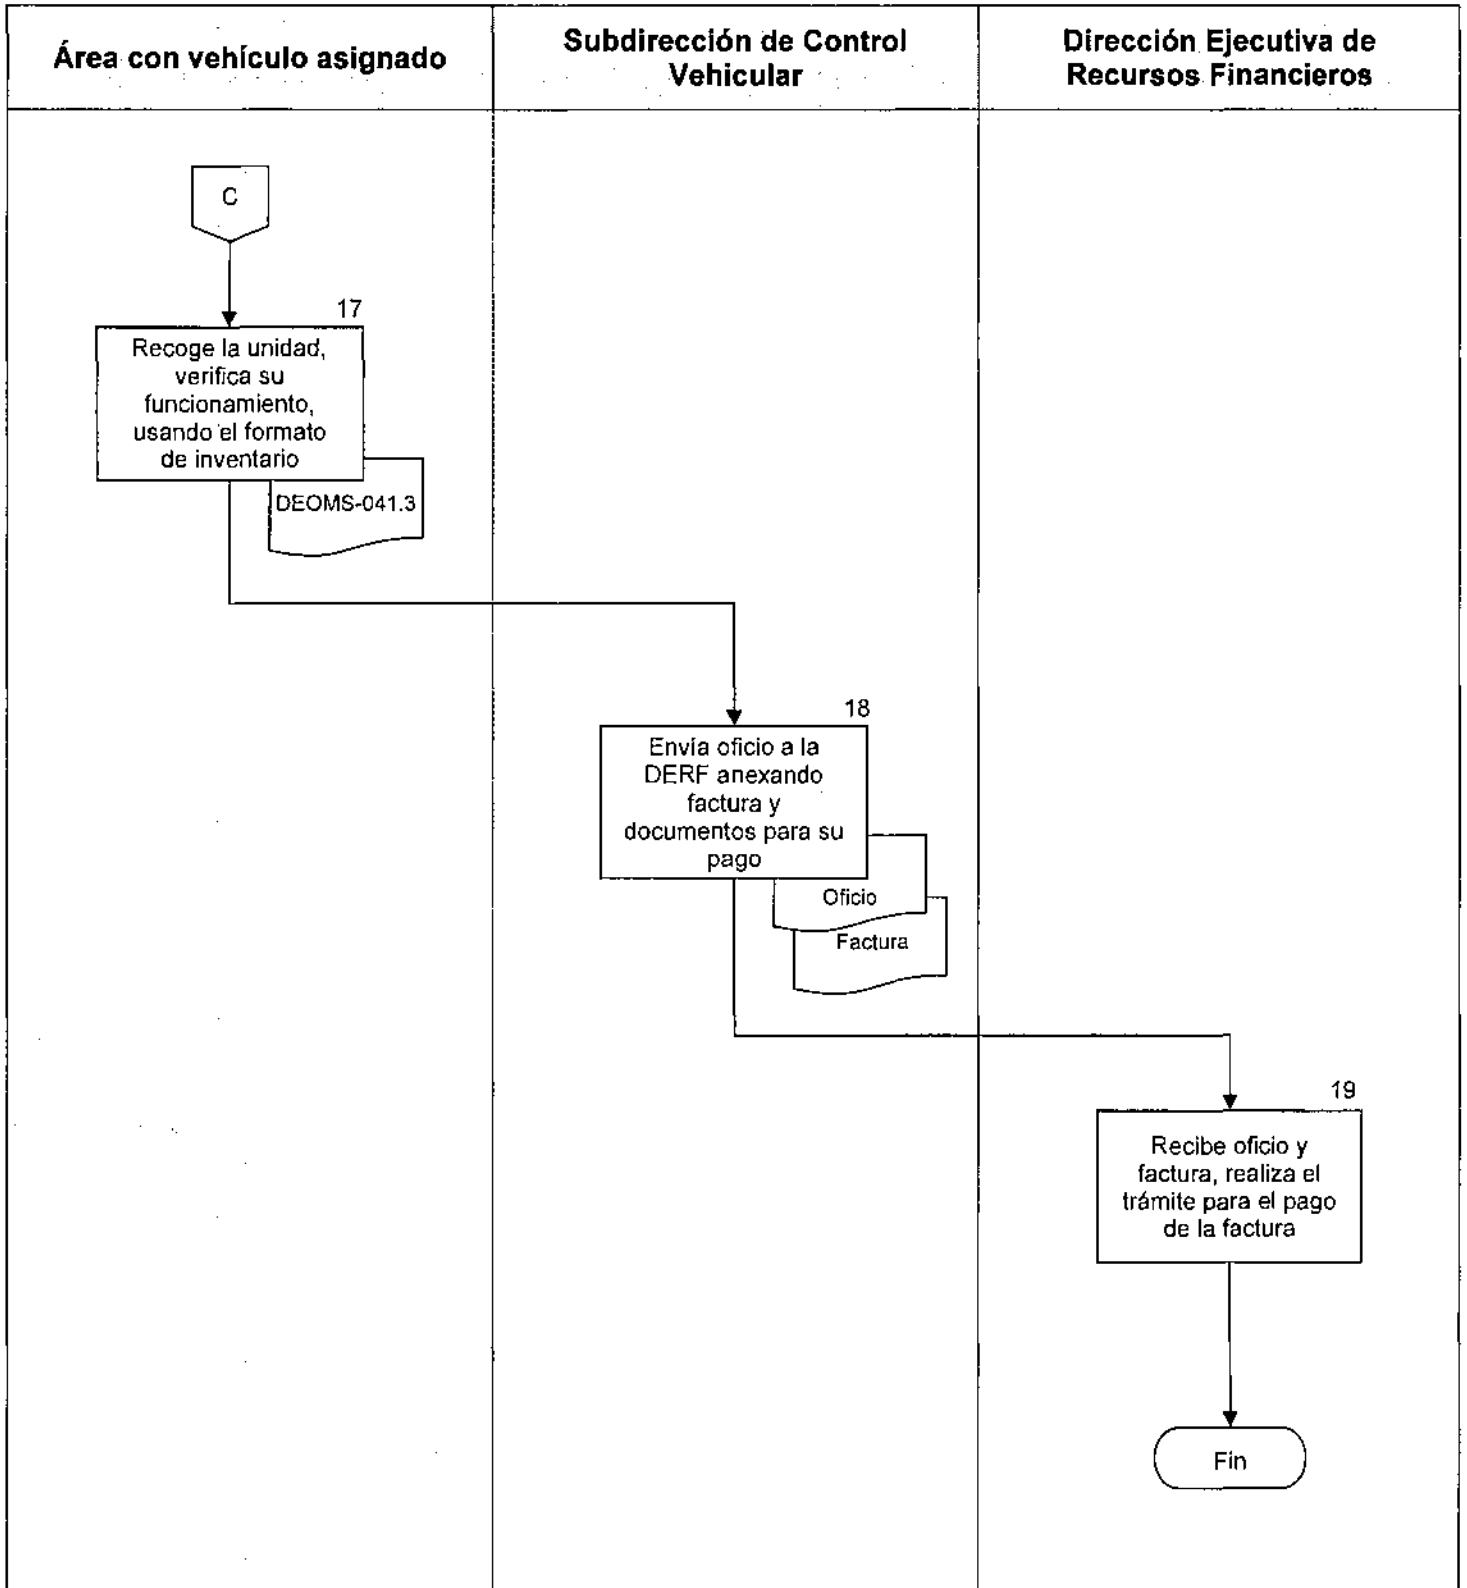 Área con vehículo asignado
Subdirección de Control
Vehicular
Dirección Ejecutiva de
Recursos Financieros
C
17
Recoge la unidad,
verifica su
funcionamiento,
usando el formato
de inventario
DEOMS-041.3
18
Envía oficio a la
DERF anexando
factura y
documentos para su
pago
Oficio
Factura
19
Recibe oficio y
factura, realiza el
trámite para el pago
de la factura
Fin